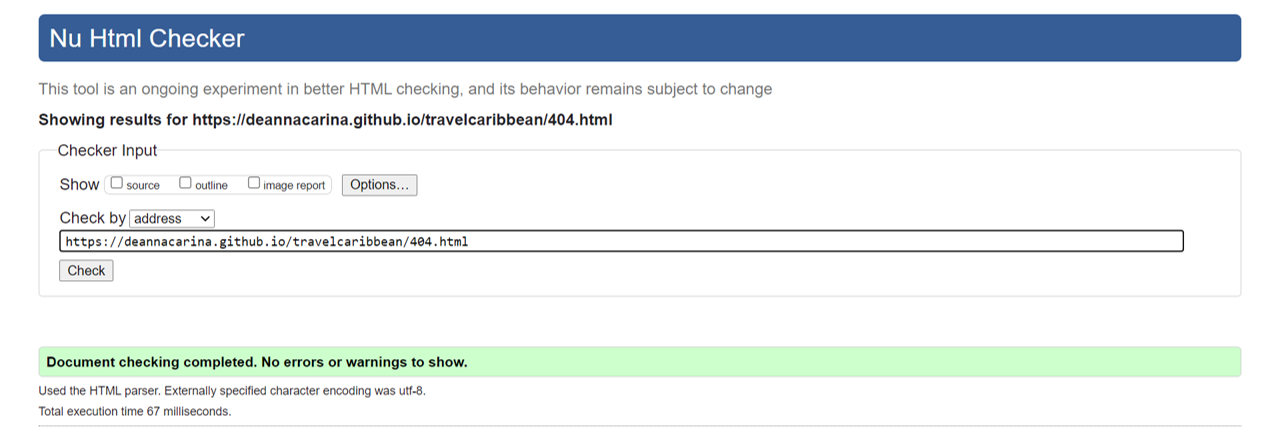 Nu Html Checker
This tool is an ongoing experiment in better HTML checking, and its behavior remains subject to change
Showing results for https://deannacarina.github.io/travelcaribbean/404.html
Checker Input
Show source outline image report Options...
Check by address
https://deannacarina.github.io/travelcaribbean/404.html
Check
Document checking completed. No errors or warnings to show.
Used the HTML parser. Externally specified character encoding was utf-8.
Total execution time 67 milliseconds.